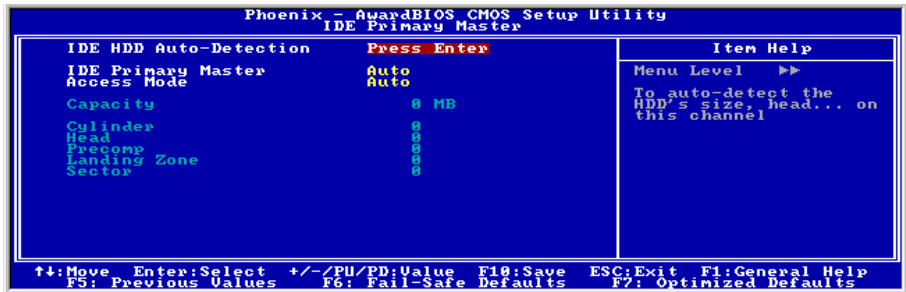 Phoenix - AwardBIOS CMOS Setup Utility
IDE Primary Master
IDE HDD Auto-Detection Press Enter
IDE Primary Master Auto
Access Mode Auto
Capacity 0 MB
Cylinder 0
Head 0
Precomp 0
Landing Zone 0
Sector 0
Item Help
Menu Level ▶▶
To auto-detect the
HDD's size, head... on
this channel
↑↓:Move Enter:Select +/-/PU/PD:Value F10:Save ESC:Exit F1:General Help
F5: Previous Values F6: Fail-Safe Defaults F7: Optimized Defaults